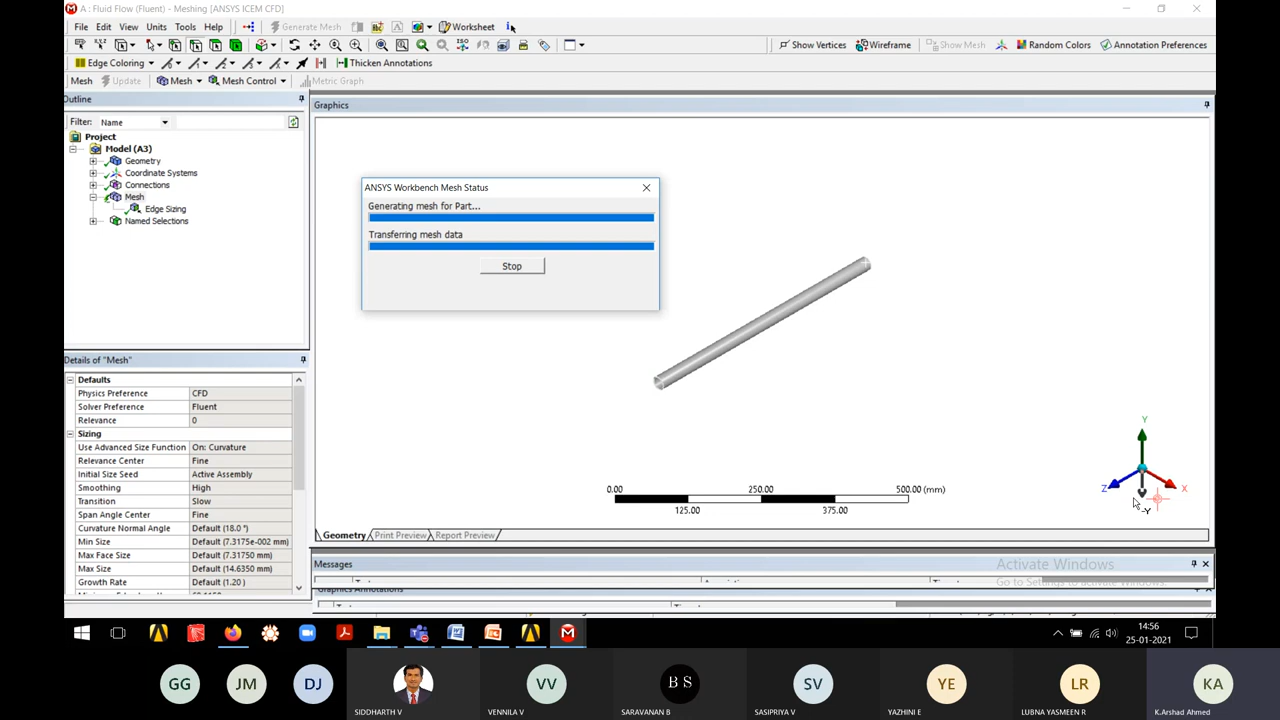 A : Fluid Flow (Fluent) - Meshing [ANSYS ICEM CFD]
File Edit View Units Tools Help Generate Mesh A Worksheet i
Show Vertices Wireframe Show Mesh Random Colors Annotation Preferences
Edge Coloring Thicken Annotations
Mesh Update Mesh Mesh Control Metric Graph
Outline
Filter: Name
Project
Model (A3)
Geometry
Coordinate Systems
Connections
Mesh
Edge Sizing
Named Selections
Details of "Mesh"
Defaults
Physics Preference CFD
Solver Preference Fluent
Relevance 0
Sizing
Use Advanced Size Function On: Curvature
Relevance Center Fine
Initial Size Seed Active Assembly
Smoothing High
Transition Slow
Span Angle Center Fine
Curvature Normal Angle Default (18.0 °)
Min Size Default (7.3175e-002 mm)
Max Face Size Default (7.31750 mm)
Max Size Default (14.6350 mm)
Growth Rate Default (1.20 )
Graphics
ANSYS Workbench Mesh Status
Generating mesh for Part...
Transferring mesh data
Stop
0.00 250.00 500.00 (mm)
125.00 375.00
Y
Z X
-Y
Geometry Print Preview Report Preview
Messages
Activate Windows
Go to Settings to activate Windows.
Graphics Annotations
14:56
25-01-2021
GG JM DJ VV B S SV YE LR KA
SIDDHARTH V VENNILA V SARAVANAN B SASIPRIYA V YAZHINI E LUBNA YASMEEN R K.Arshad Ahmed